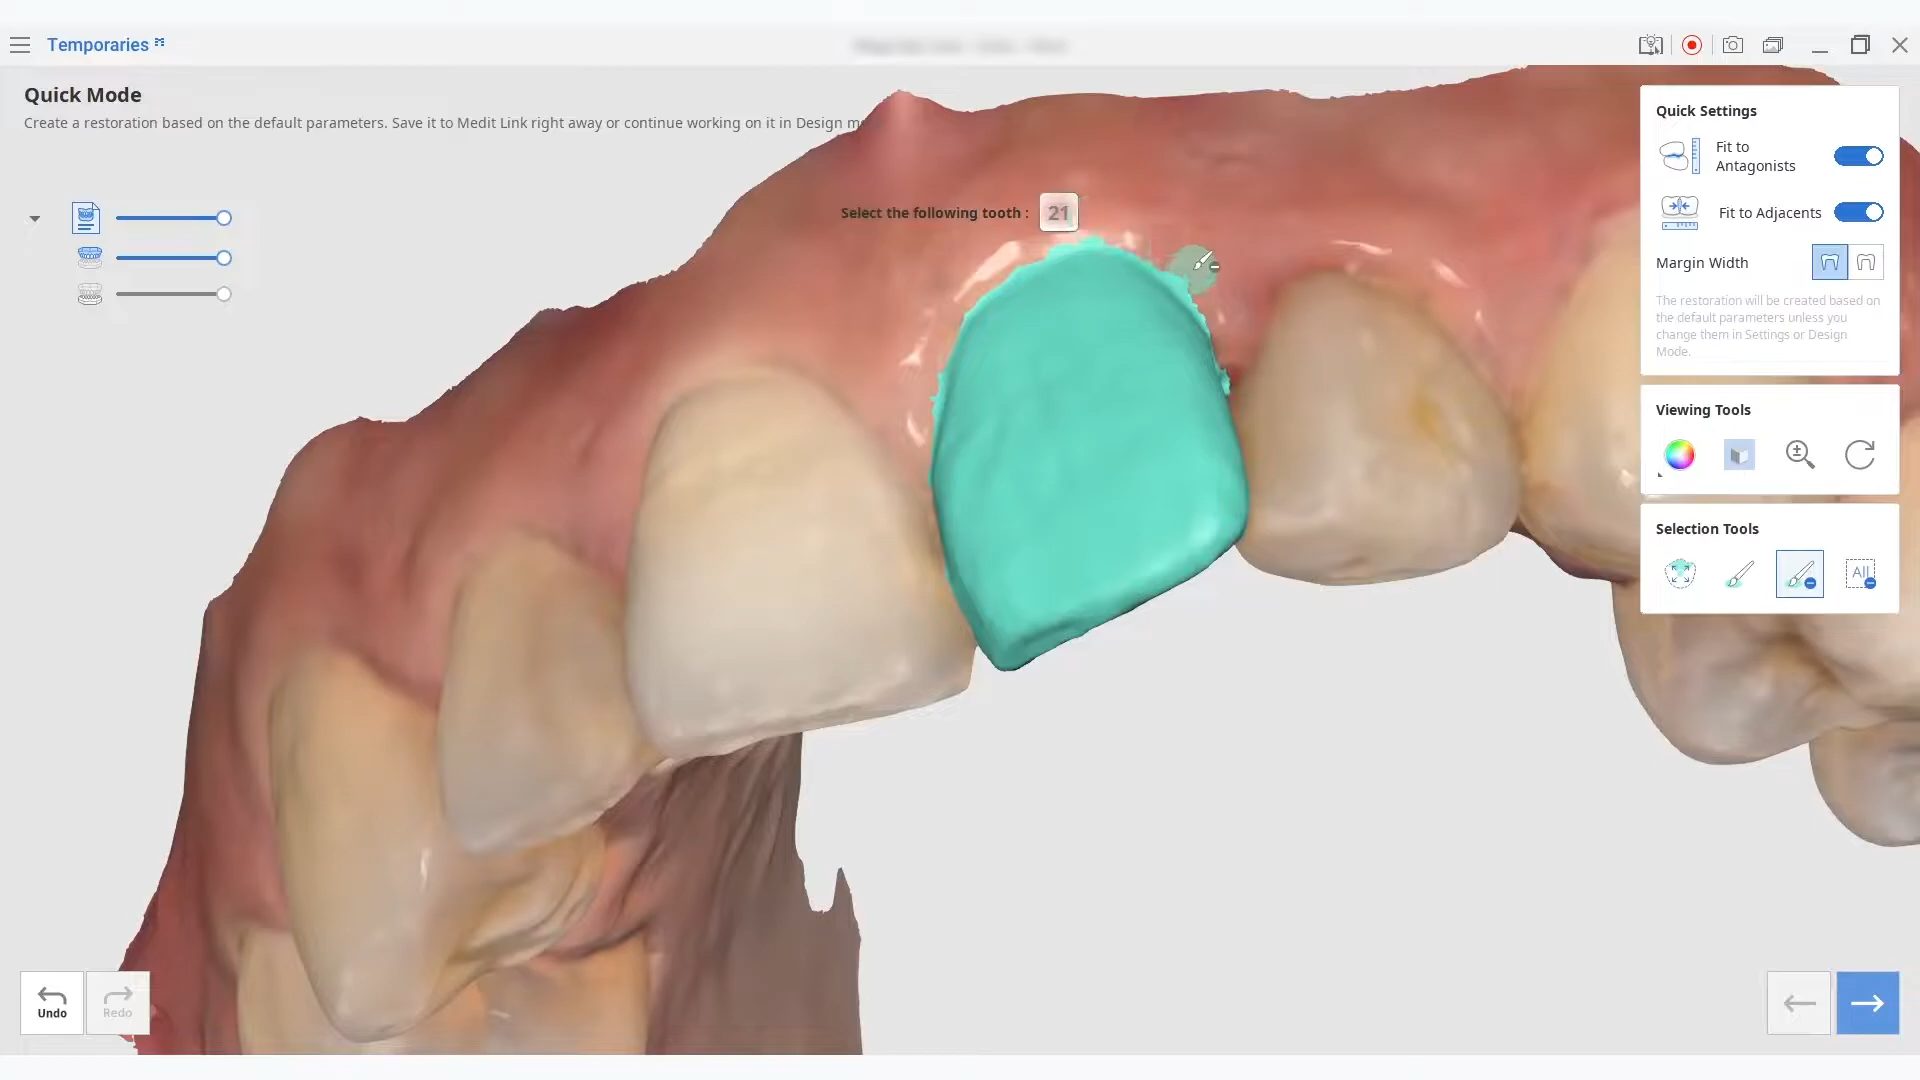 Temporaries
Quick Mode
Create a restoration based on the default parameters. Save it to Medit Link right away or continue working on it in Design m
Select the following tooth : 21
Quick Settings
Fit to
Antagonists
Fit to Adjacents
Margin Width
The restoration will be created based on
the default parameters unless you
change them in Settings or Design
Mode.
Viewing Tools
Selection Tools
All
Undo
Redo